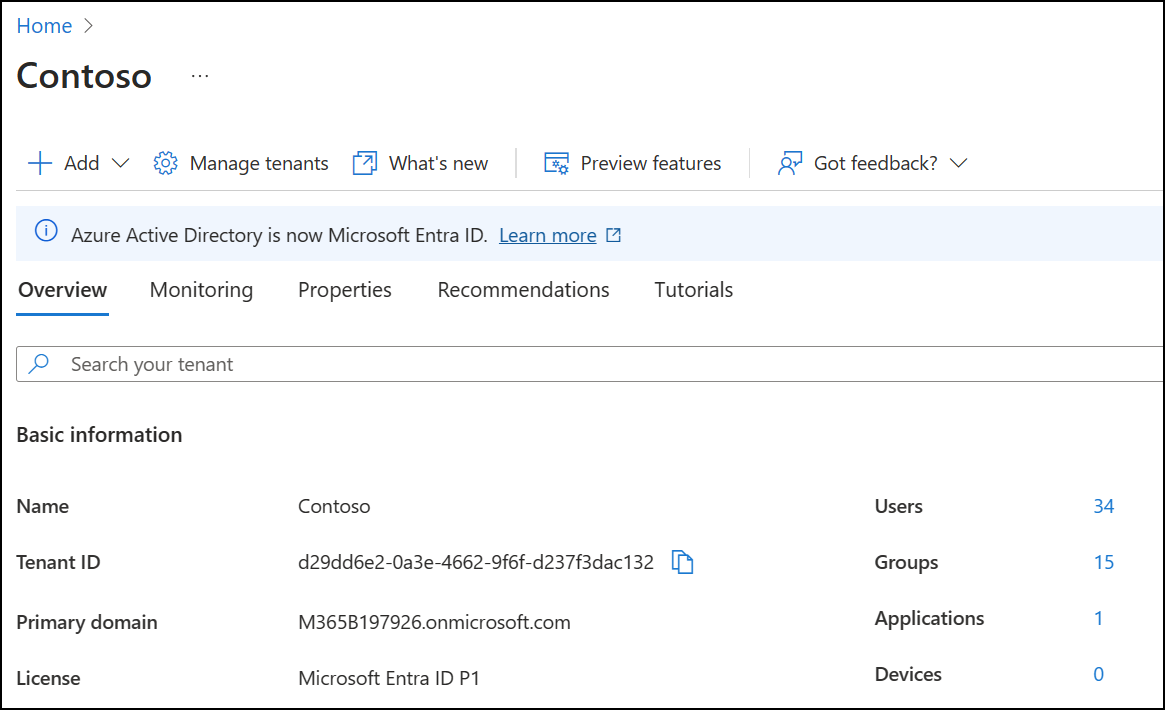 Home
Contoso
Add Manage tenants What's new Preview features Got feedback?
Azure Active Directory is now Microsoft Entra ID. Learn more
Overview Monitoring Properties Recommendations Tutorials
Search your tenant
Basic information
Name Contoso Users 34
Tenant ID d29dd6e2-0a3e-4662-9f6f-d237f3dac132 Groups 15
Primary domain M365B197926.onmicrosoft.com Applications 1
License Microsoft Entra ID P1 Devices 0